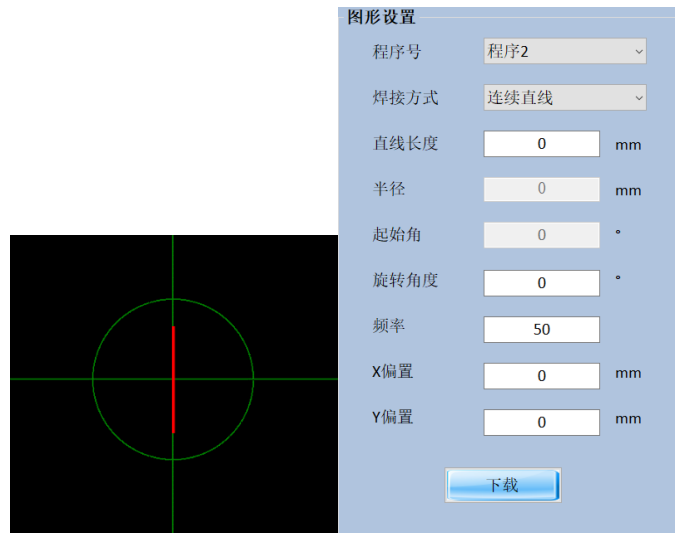 图形设置
程序号 程序2
焊接方式 连续直线
直线长度 0 mm
半径 0 mm
起始角 0 °
旋转角度 0 °
频率 50
X偏置 0 mm
Y偏置 0 mm
下载